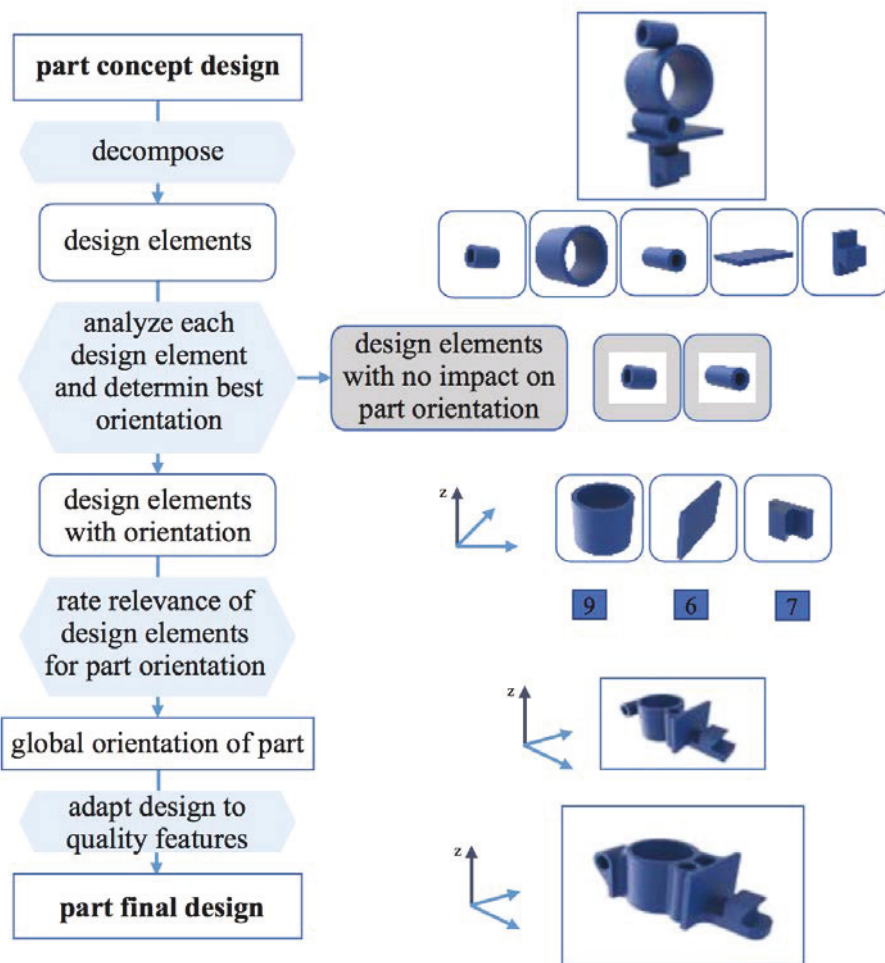 part concept design
decompose
design elements
analyze each
design element
and determin best
orientation
design elements
with no impact on
part orientation
design elements
with orientation
z
rate relevance of
design elements
for part orientation
9
6
7
global orientation of part
z
adapt design to
quality features
z
part final design